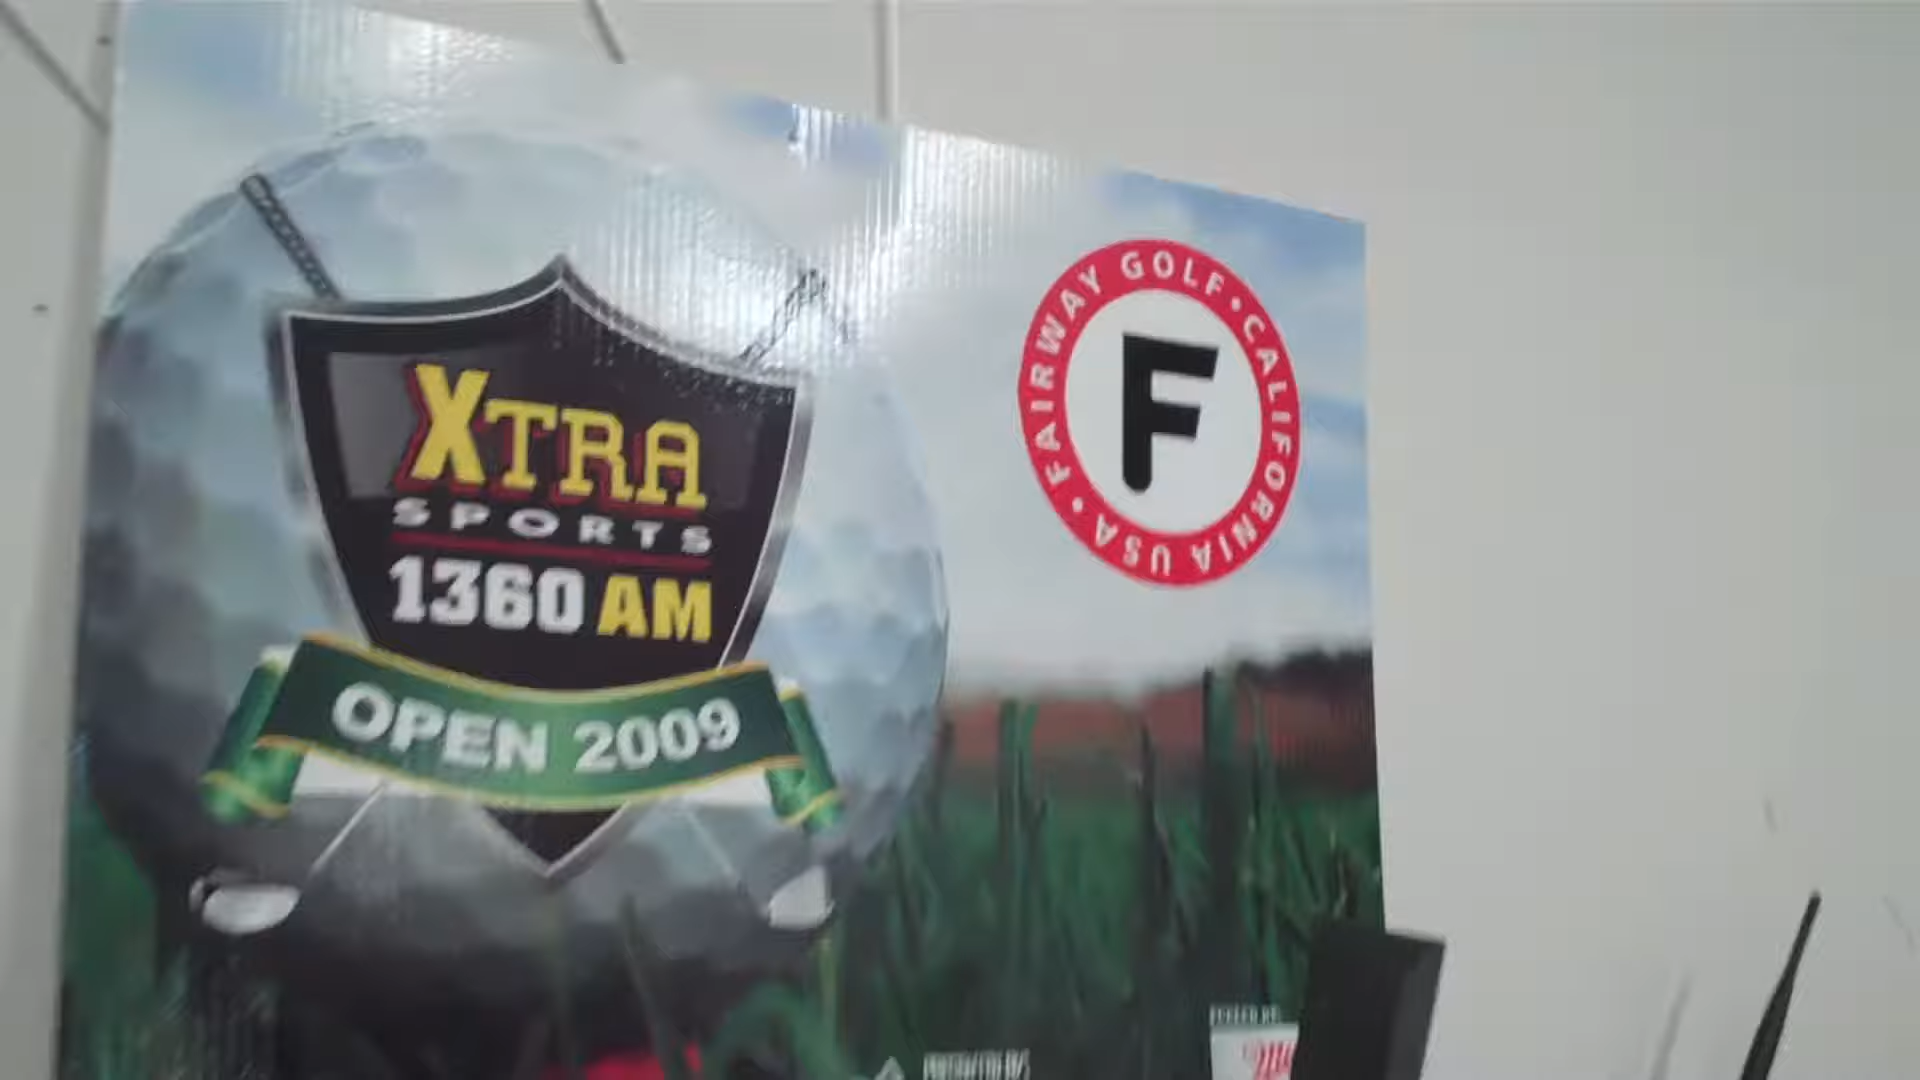 XTRA
SPORTS
1360 AM
OPEN 2009
FAIRWAY GOLF • CALIFORNIA USA •
F